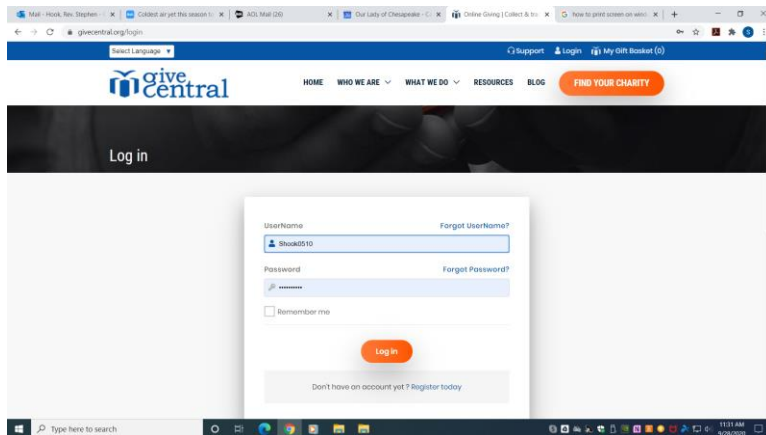 Mail - Hook, Rev. Stephen -
Coldest air yet this season
AOL Mail (26)
Our Lady of Chesapeake -
Online Giving | Collect &
how to print screen on
givecentral.org/login
Select Language
Support
Login
My Gift Basket (0)
give central
HOME
WHO WE ARE
WHAT WE DO
RESOURCES
BLOG
FIND YOUR CHARITY
Log in
UserName
Forgot UserName?
Shook0510
Password
Forgot Password?
••••••••••
Remember me
Log in
Don't have an account yet ? Register today
Type here to search
11:31 AM
9/28/2020